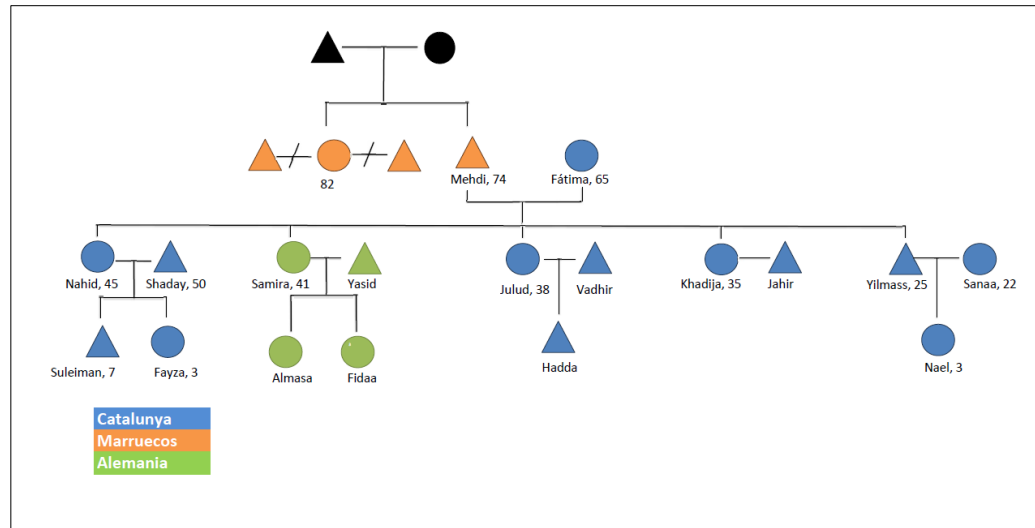 82
Mehdi, 74
Fátima, 65
Nahid, 45
Shaday, 50
Samira, 41
Yasid
Julud, 38
Vadhir
Khadija, 35
Jahir
Yilmass, 25
Sanaa, 22
Suleiman, 7
Fayza, 3
Almasa
Fidaa
Hadda
Nael, 3
Catalunya
Marruecos
Alemania